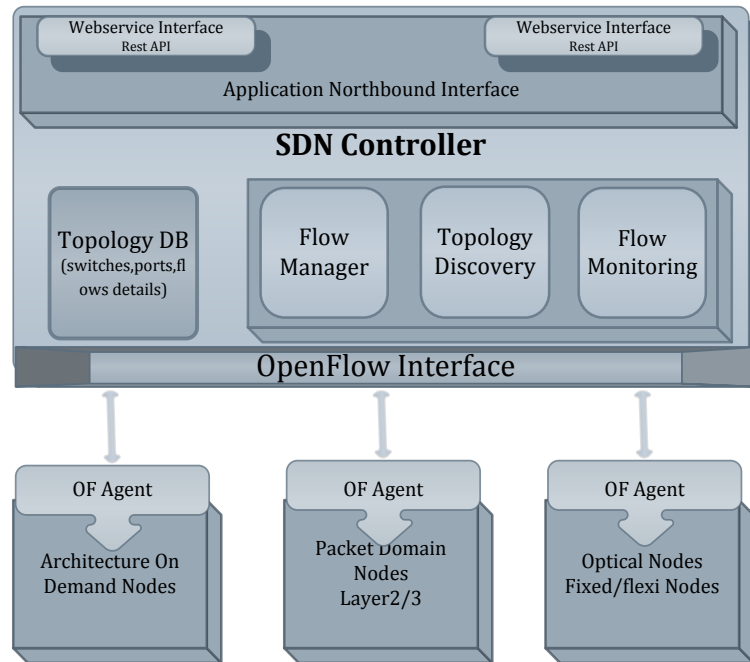 Webservice Interface
Rest API
Webservice Interface
Rest API
Application Northbound Interface
SDN Controller
Topology DB
(switches,ports,fl
ows details)
Flow
Manager
Topology
Discovery
Flow
Monitoring
OpenFlow Interface
OF Agent
Architecture On
Demand Nodes
OF Agent
Packet Domain
Nodes
Layer2/3
OF Agent
Optical Nodes
Fixed/flexi Nodes